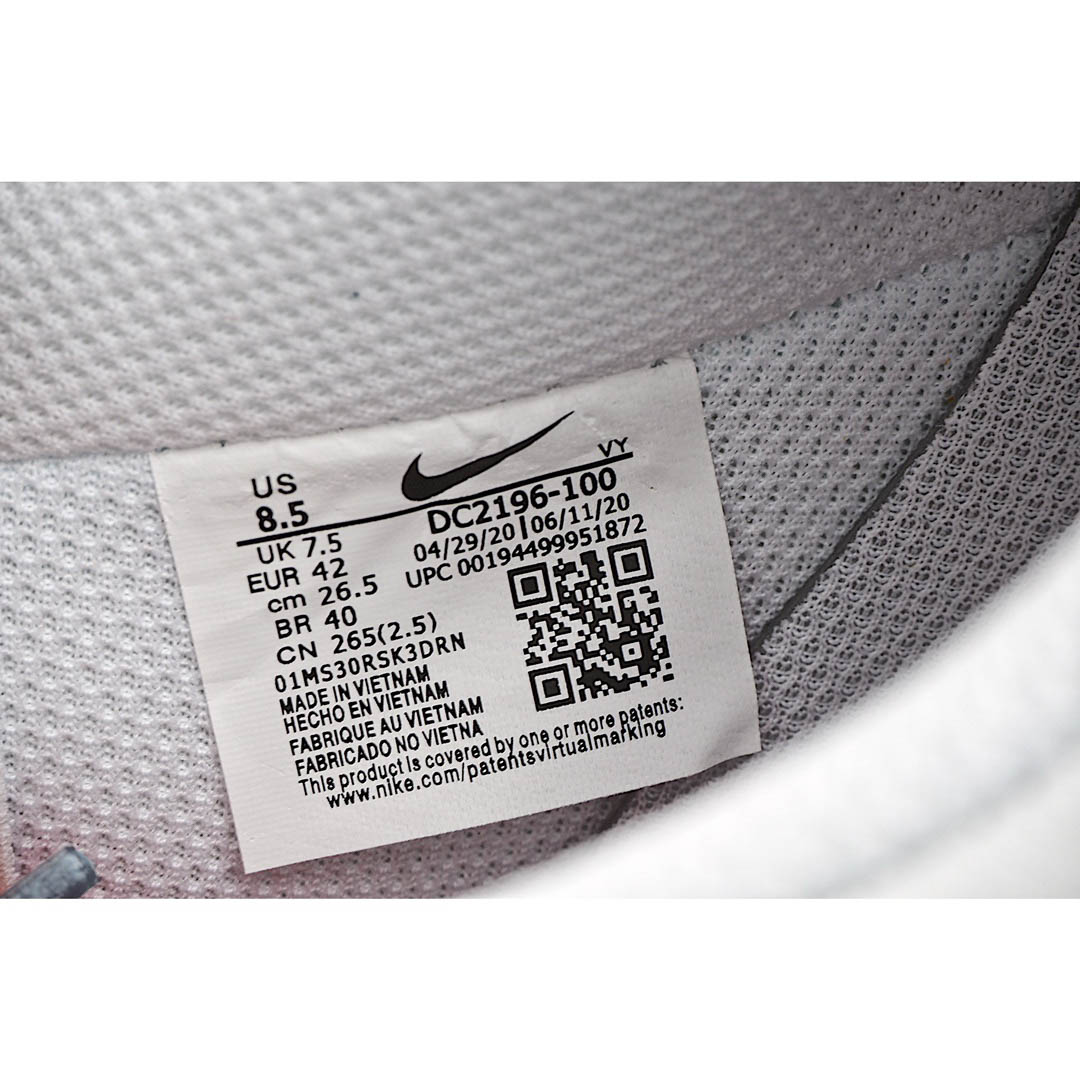 US
8.5
UK 7.5
EUR 42
cm 26.5
BR 40
CN 265(2.5)
01MS30RSK3DRN
MADE IN VIETNAM
HECHO EN VIETNAM
FABRIQUE AU VIETNAM
FABRICADO NO VIETNA
This product is covered by one or more patents:
www.nike.com/patentsvirtualmarking
VY
DC2196-100
04/29/20|06/11/20
UPC 00194499951872